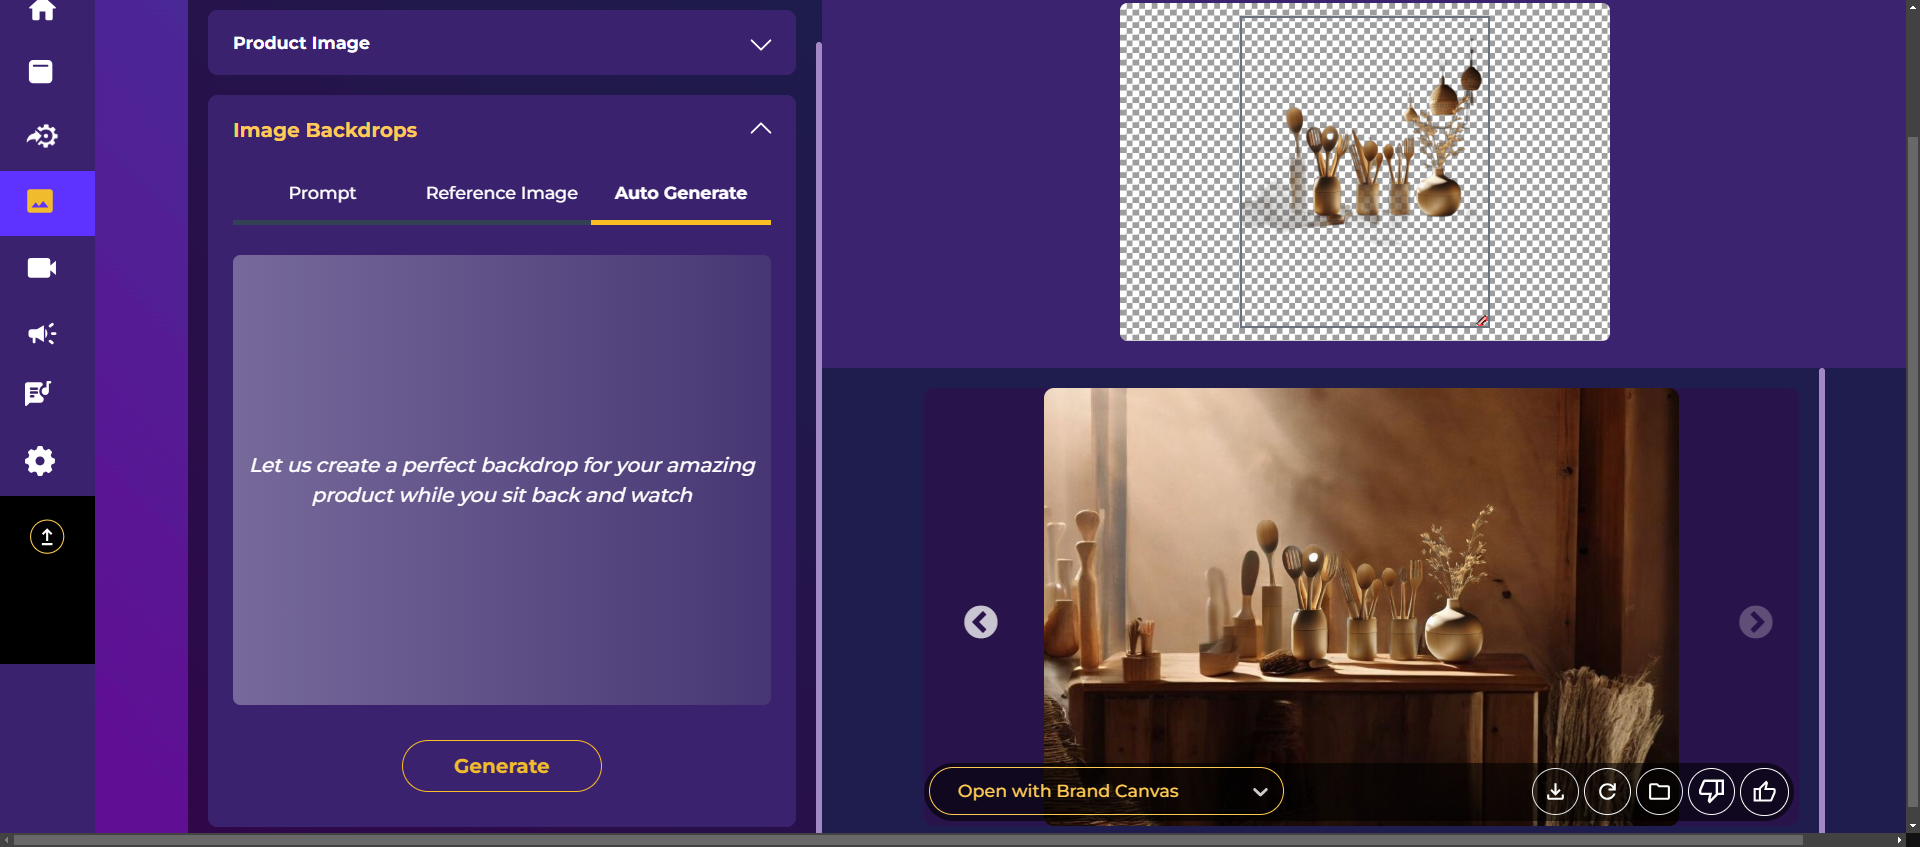 Product Image
Image Backdrops
Prompt
Reference Image
Auto Generate
Let us create a perfect backdrop for your amazing
product while you sit back and watch
Generate
Open with Brand Canvas